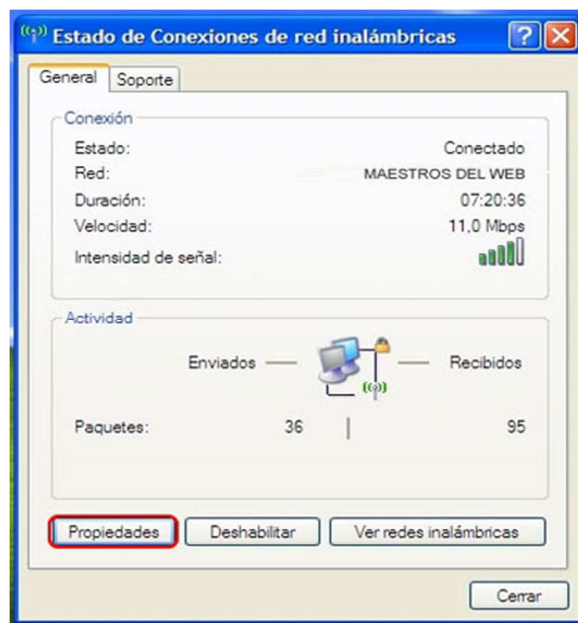 Estado de Conexiones de red inalámbricas
General Soporte
Conexión
Estado: Conectado
Red: MAESTROS DEL WEB
Duración: 07:20:36
Velocidad: 11,0 Mbps
Intensidad de señal:
Actividad
Enviados Recibidos
Paquetes: 36 95
Propiedades Deshabilitar Ver redes inalámbricas
Cerrar